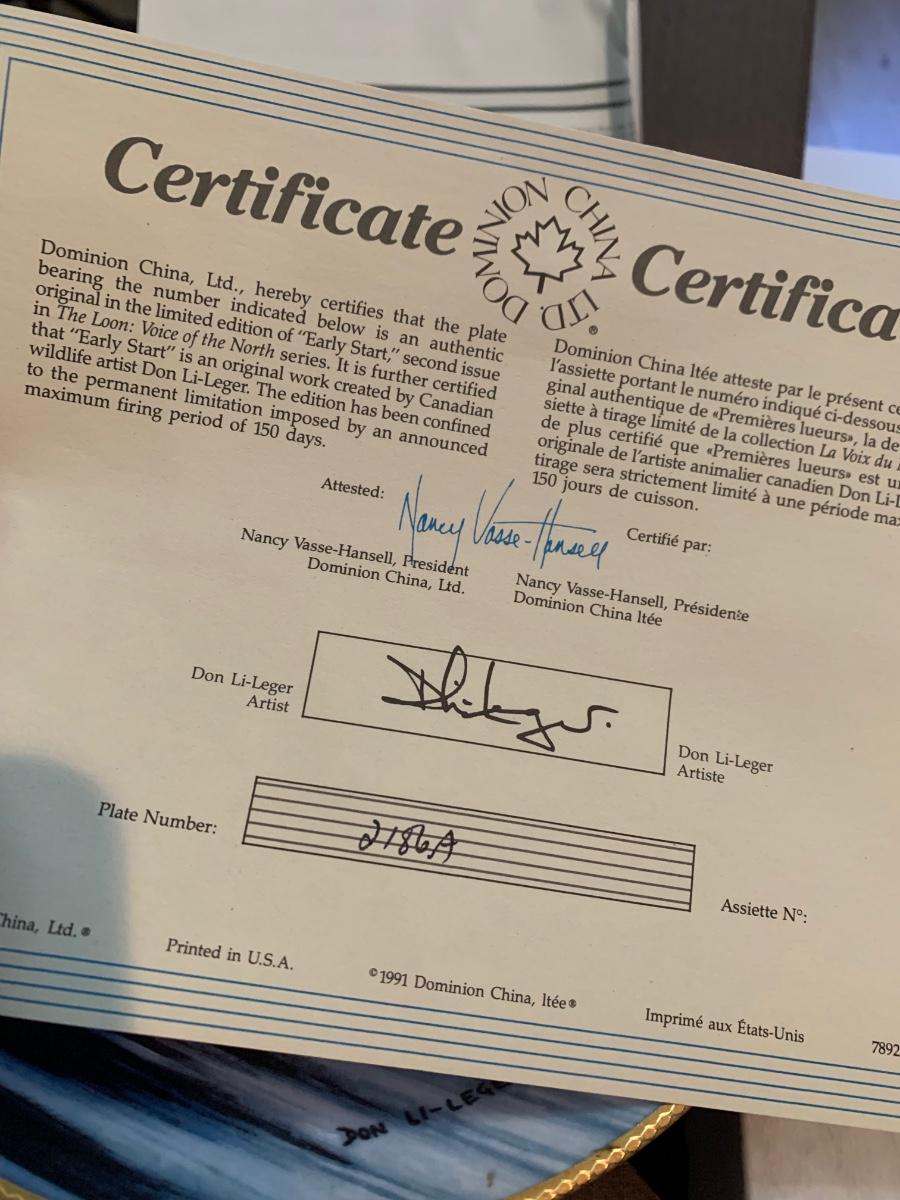 Certificate
DOMINION CHINA LTD. ®
Certifica
Dominion China, Ltd., hereby certifies that the plate
bearing the number indicated below is an authentic
original in the limited edition of "Early Start," second issue
in The Loon: Voice of the North series. It is further certified
that "Early Start" is an original work created by Canadian
wildlife artist Don Li-Leger. The edition has been confined
to the permanent limitation imposed by an announced
maximum firing period of 150 days.
Dominion China ltée atteste par le présent ce
l'assiette portant le numéro indiqué ci-dessous
ginal authentique de «Premières lueurs», la de
siette à tirage limité de la collection La Voix du
de plus certifié que «Premières lueurs» est u
originale de l'artiste animalier canadien Don Li-L
tirage sera strictement limité à une période ma
150 jours de cuisson.
Attested:
Nancy Vasse-Hansell
Certifié par:
Nancy Vasse-Hansell, President
Dominion China, Ltd.
Nancy Vasse-Hansell, Présidente
Dominion China ltée
Don Li-Leger
Artist
D Li-Leger.
Don Li-Leger
Artiste
Plate Number:
2186A
Assiette N°:
China, Ltd.®
Printed in U.S.A.
©1991 Dominion China, ltée®
Imprimé aux États-Unis
7892
DON LI-LEGE